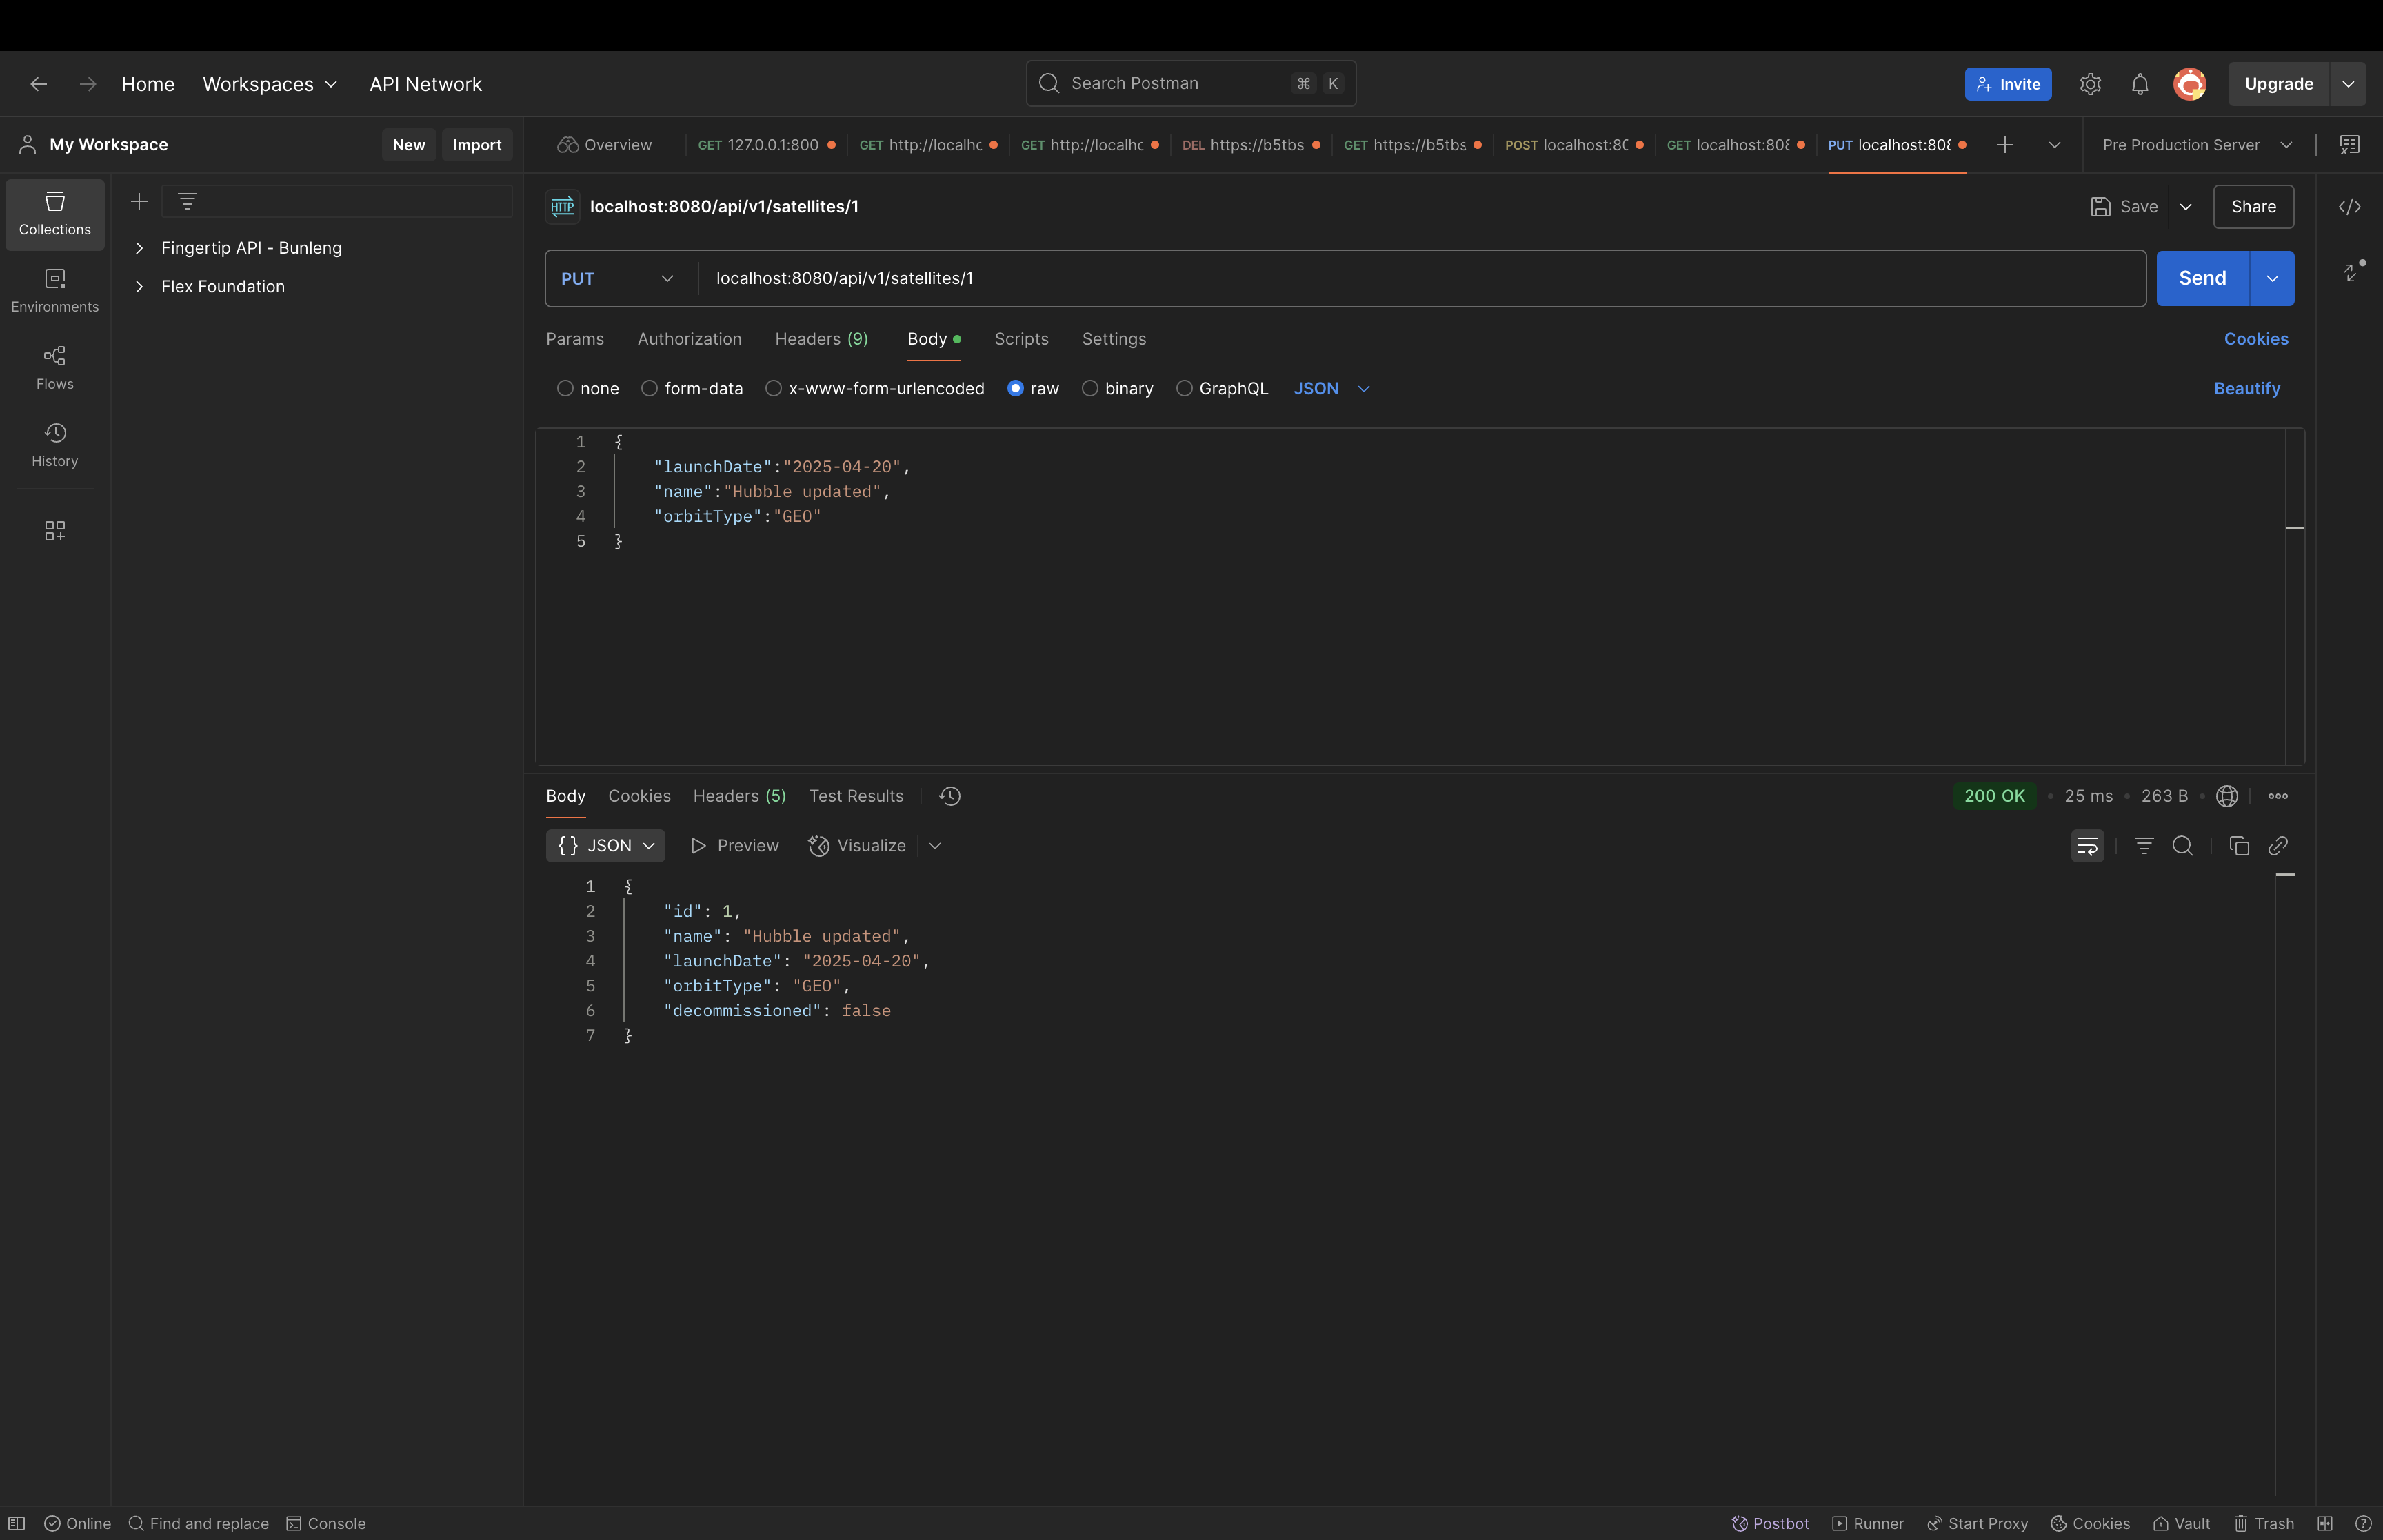 Home Workspaces API Network
Search Postman ⌘ K
Invite
Upgrade
My Workspace
New Import
Overview
GET 127.0.0.1:800
GET http://localhc
GET http://localhc
DEL https://b5tbs
GET https://b5tbs
POST localhost:8C
GET localhost:808
PUT localhost:808
Pre Production Server
Collections
Environments
Flows
History
Fingertip API - Bunleng
Flex Foundation
HTTP localhost:8080/api/v1/satellites/1
Save
Share
PUT localhost:8080/api/v1/satellites/1
Send
Params Authorization Headers (9) Body Scripts Settings
Cookies
none form-data x-www-form-urlencoded raw binary GraphQL JSON
Beautify
1 {
2 "launchDate":"2025-04-20",
3 "name":"Hubble updated",
4 "orbitType":"GEO"
5 }
Body Cookies Headers (5) Test Results
200 OK • 25 ms • 263 B
{ } JSON Preview Visualize
1 {
2 "id": 1,
3 "name": "Hubble updated",
4 "launchDate": "2025-04-20",
5 "orbitType": "GEO",
6 "decommissioned": false
7 }
Online Find and replace Console
Postbot Runner Start Proxy Cookies Vault Trash